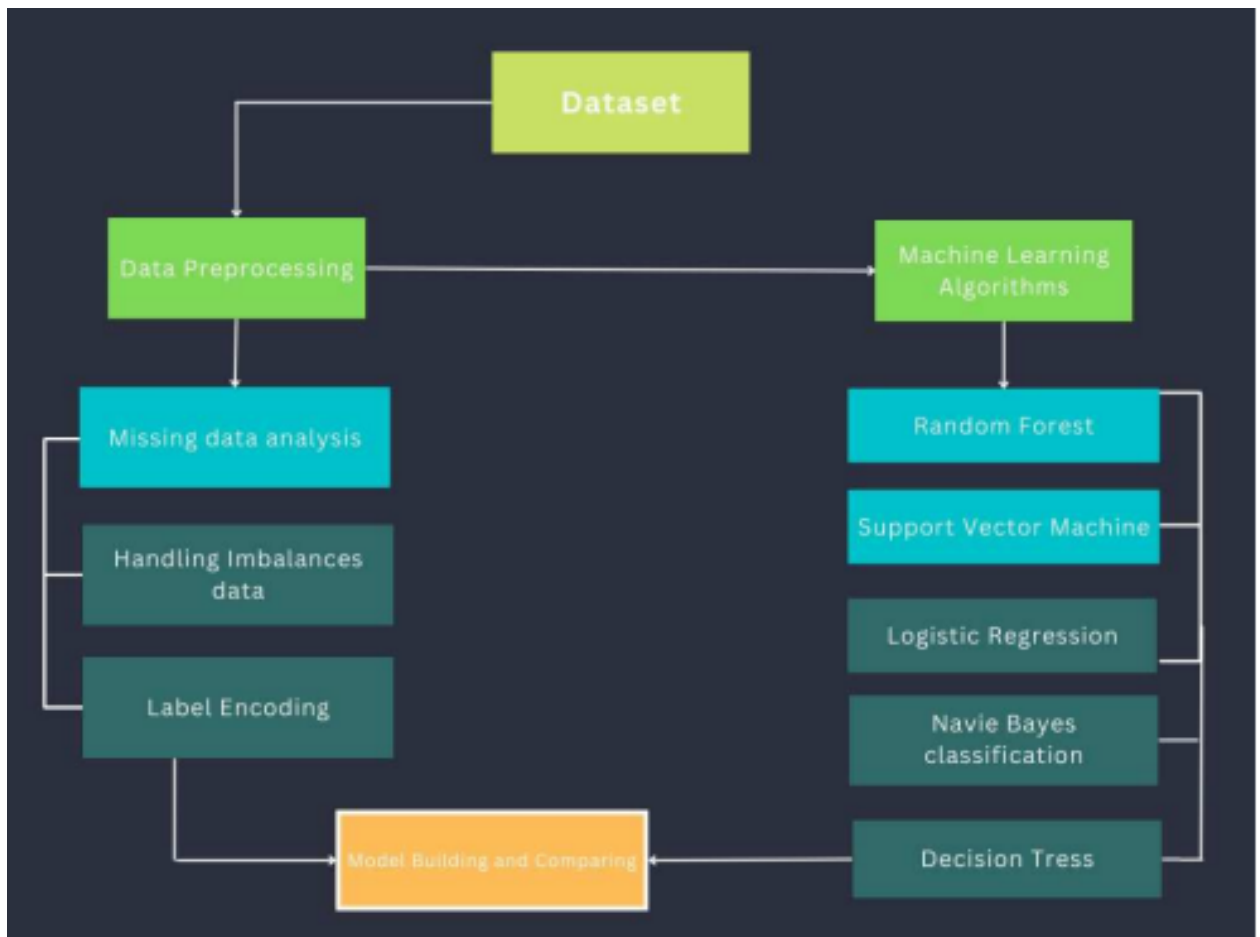 Dataset
Data Preprocessing
Machine Learning
Algorithms
Missing data analysis
Handling Imbalances
data
Label Encoding
Random Forest
Support Vector Machine
Logistic Regression
Navie Bayes
classification
Decision Tress
Model Building and Comparing